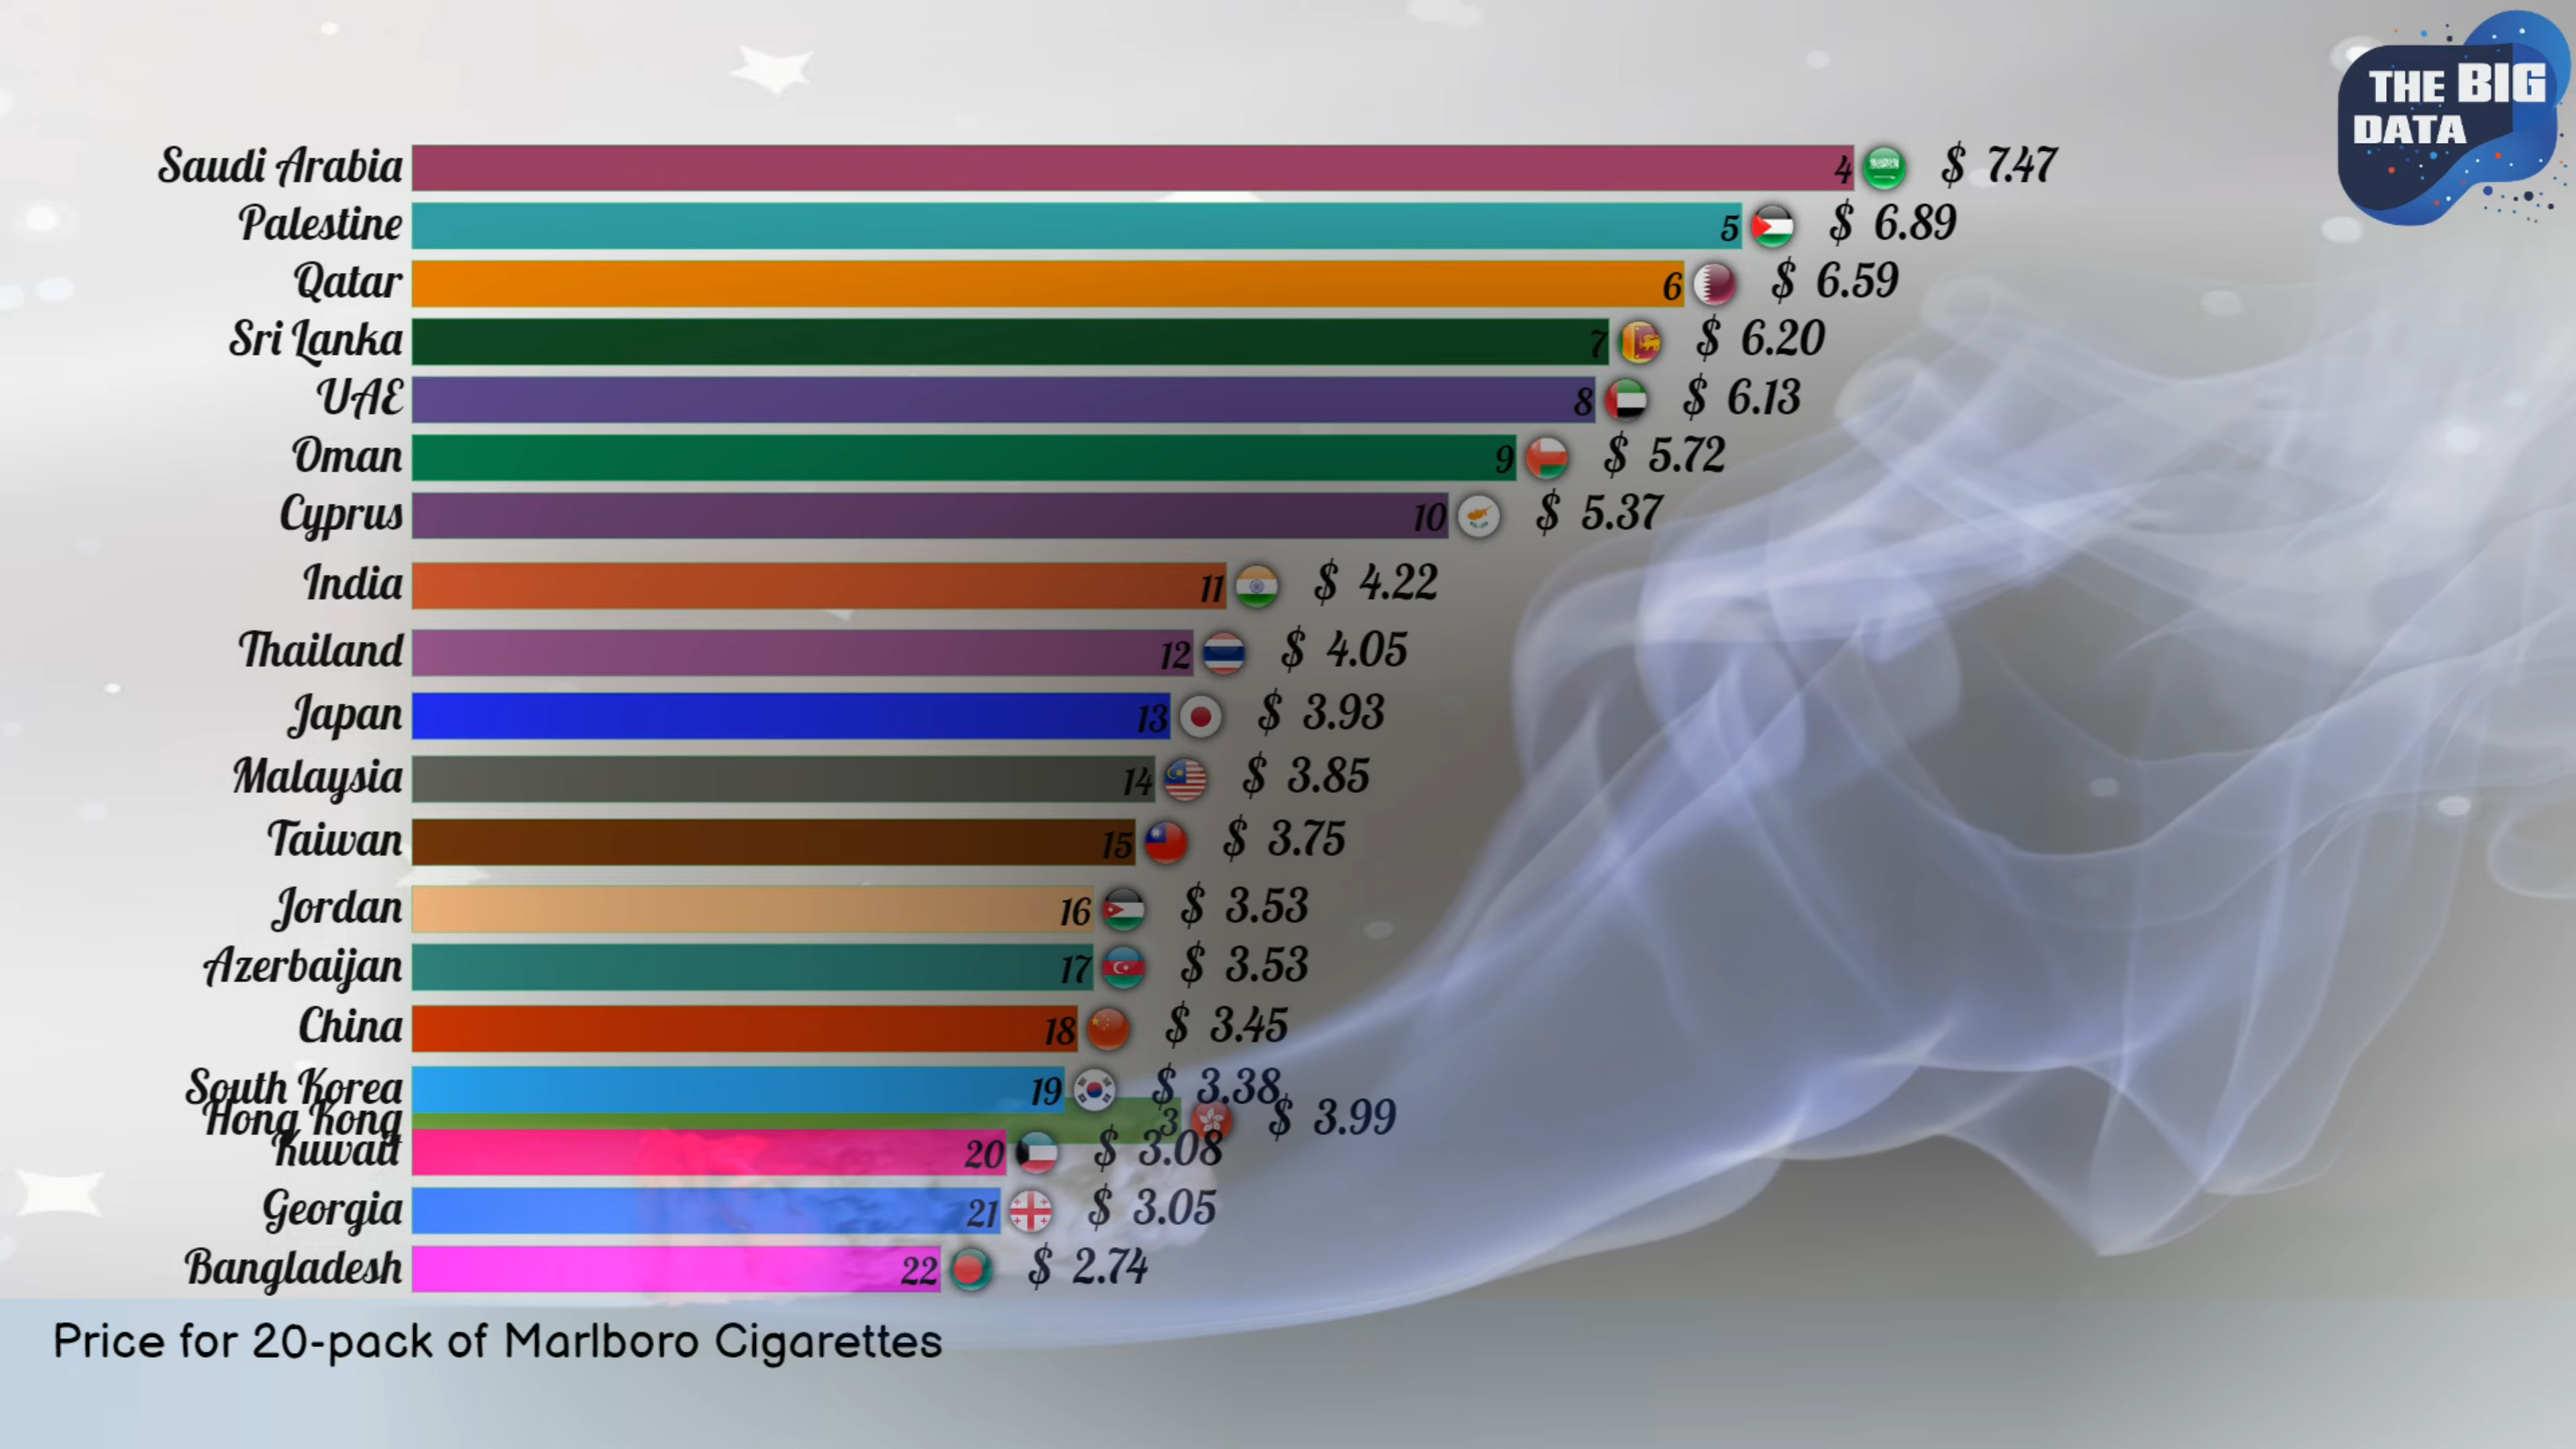 THE BIG
DATA
Saudi Arabia 4 $ 7.47
Palestine 5 $ 6.89
Qatar 6 $ 6.59
Sri Lanka 7 $ 6.20
UAE 8 $ 6.13
Oman 9 $ 5.72
Cyprus 10 $ 5.37
India 11 $ 4.22
Thailand 12 $ 4.05
Japan 13 $ 3.93
Malaysia 14 $ 3.85
Taiwan 15 $ 3.75
Jordan 16 $ 3.53
Azerbaijan 17 $ 3.53
China 18 $ 3.45
South Korea 19 $ 3.38
Hong Kong 3 $ 3.99
Kuwait 20 $ 3.08
Georgia 21 $ 3.05
Bangladesh 22 $ 2.74
Price for 20-pack of Marlboro Cigarettes